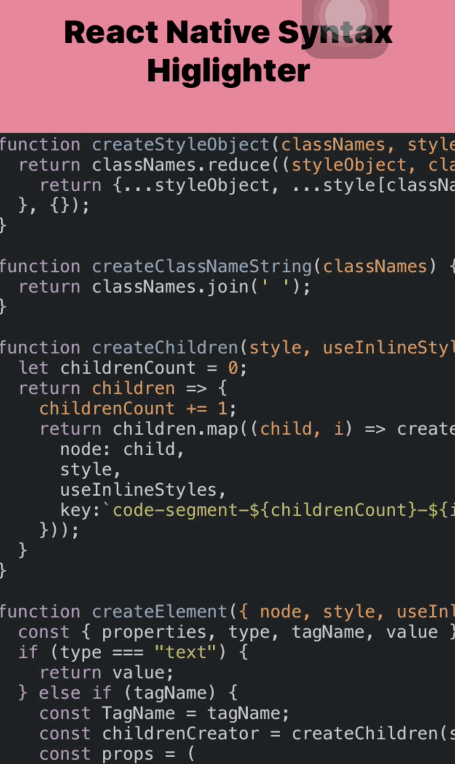 React Native Syntax
Higlighter
function createStyleObject(classNames, style
return classNames.reduce((styleObject, cla
return {...styleObject, ...style[classNa
}, {});
}
function createClassNameString(classNames) {
return classNames.join(' ');
}
function createChildren(style, useInlineStyl
let childrenCount = 0;
return children => {
childrenCount += 1;
return children.map((child, i) => create
node: child,
style,
useInlineStyles,
key:`code-segment-${childrenCount}-${i
}));
}
}
function createElement({ node, style, useInl
const { properties, type, tagName, value }
if (type === "text") {
return value;
} else if (tagName) {
const TagName = tagName;
const childrenCreator = createChildren(s
const props = (